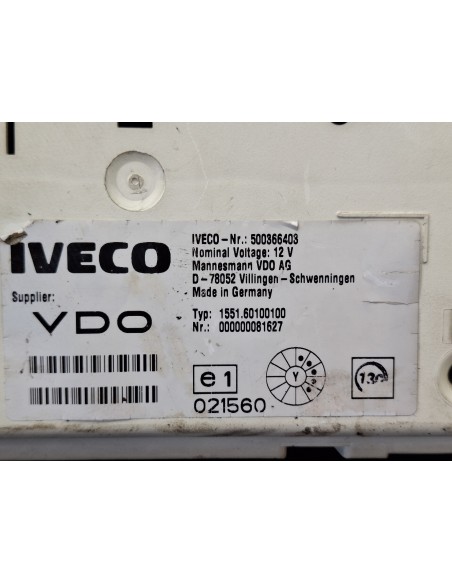 IVECO
IVECO-Nr.: 500366403
Nominal Voltage: 12 V
Mannesmann VDO AG
D-78052 Villingen-Schwenningen
Made in Germany
Supplier:
VDO
Typ: 1551.60100100
Nr.: 000000081627
e1
021560
Y